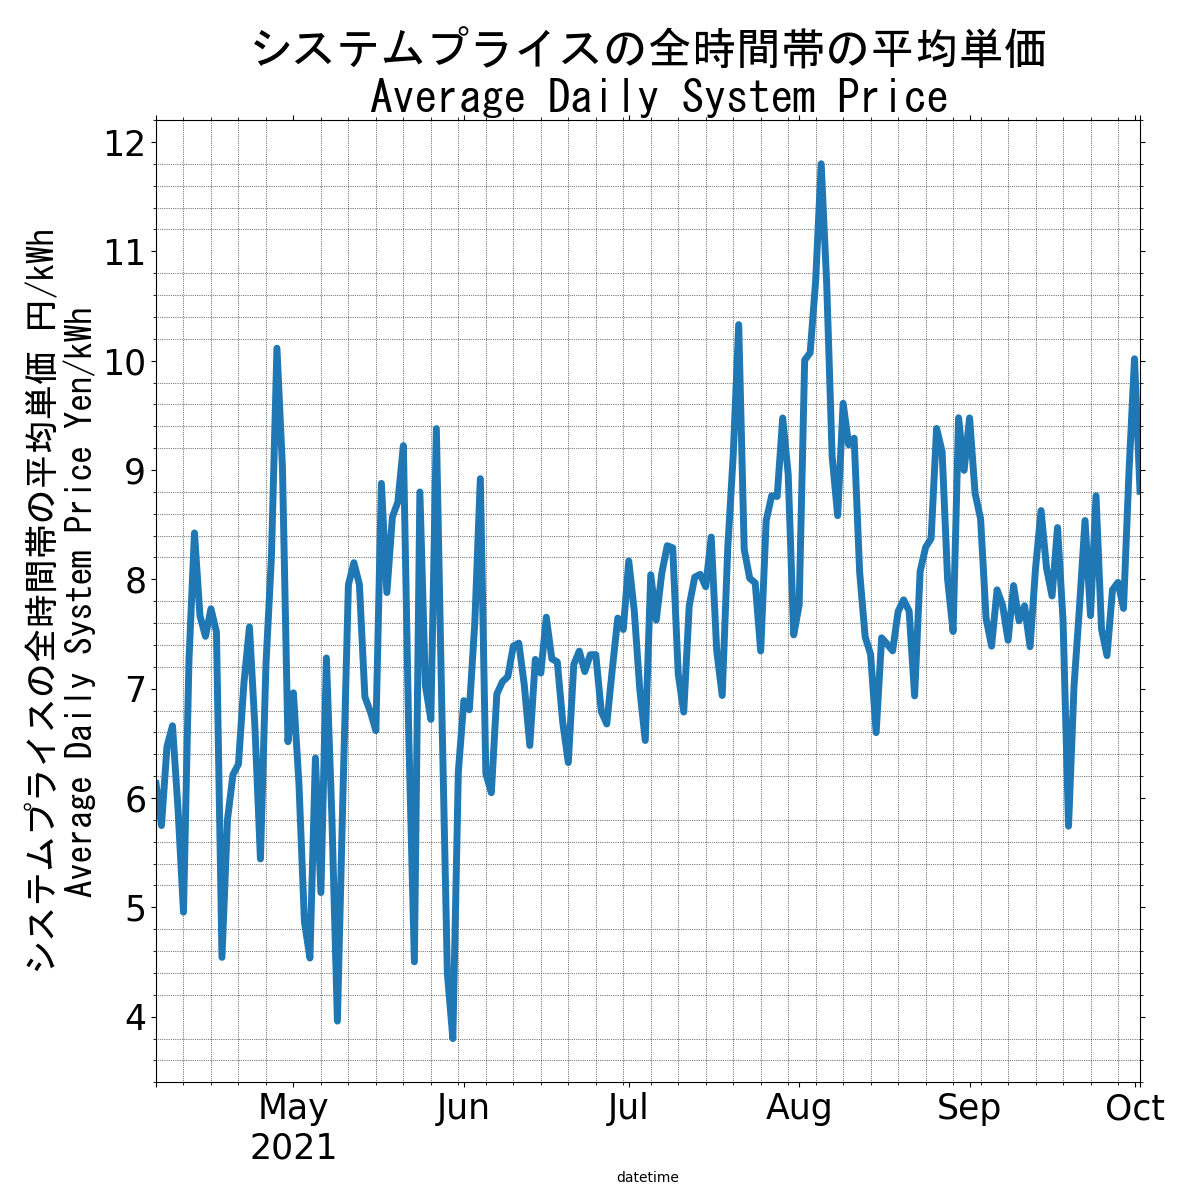 システムプライスの全時間帯の平均単価
Average Daily System Price
システムプライスの全時間帯の平均単価 円/kWh
Average Daily System Price Yen/kWh
12
11
10
9
8
7
6
5
4
May
2021
Jun
Jul
Aug
Sep
Oct
datetime